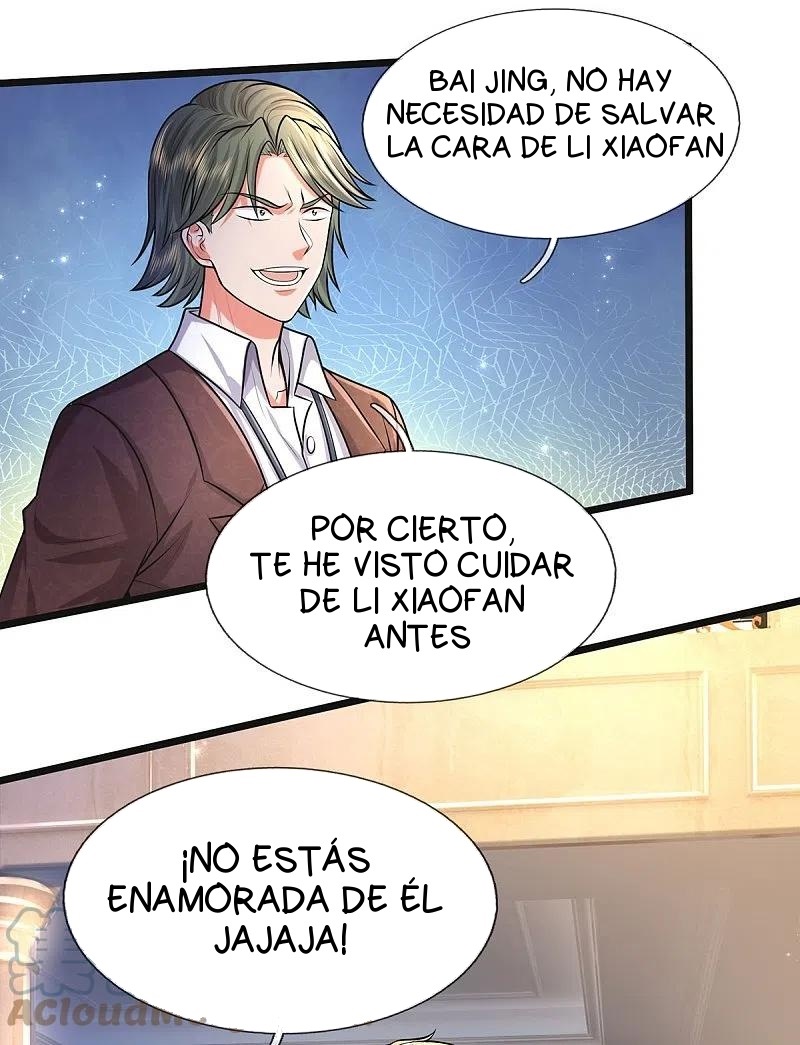 BAI JING, NO HAY
NECESIDAD DE SALVAR
LA CARA DE LI XIAOFAN
POR CIERTO,
TE HE VISTO CUIDAR
DE LI XIAOFAN
ANTES
¡NO ESTÁS
ENAMORADA DE ÉL
JAJAJA!